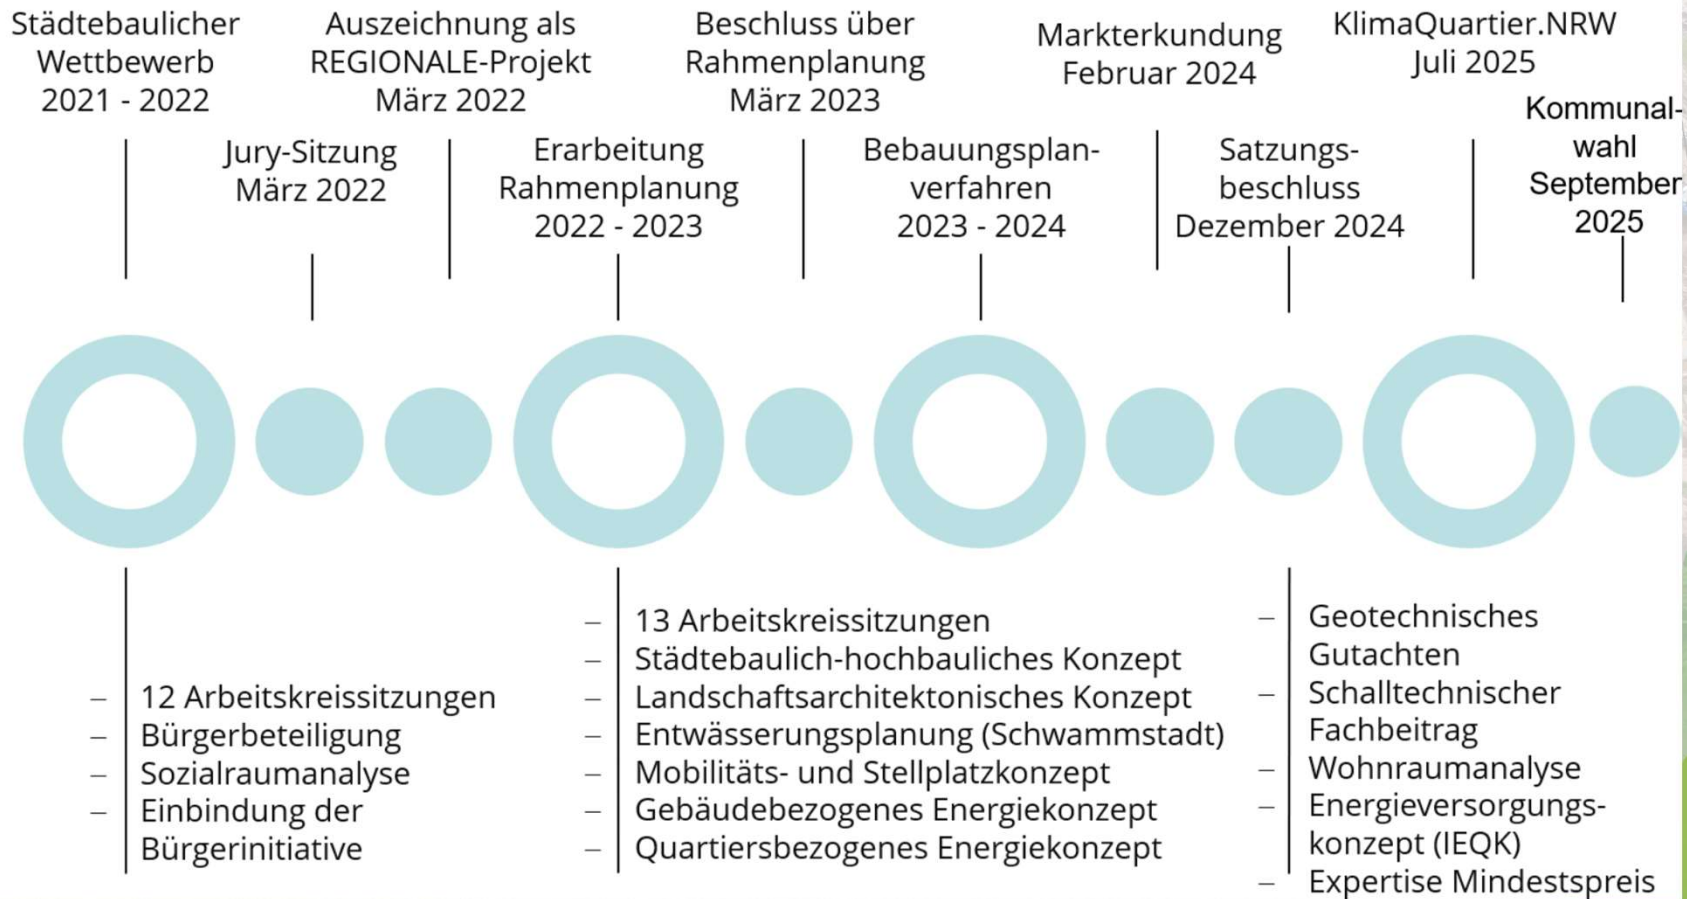 Städtebaulicher
Wettbewerb
2021 - 2022
Jury-Sitzung
März 2022
Auszeichnung als
REGIONALE-Projekt
März 2022
Erarbeitung
Rahmenplanung
2022 - 2023
Beschluss über
Rahmenplanung
März 2023
Bebauungsplan-
verfahren
2023 - 2024
Markterkundung
Februar 2024
Satzungs-
beschluss
Dezember 2024
KlimaQuartier.NRW
Juli 2025
Kommunal-
wahl
September
2025
– 12 Arbeitskreissitzungen
– Bürgerbeteiligung
– Sozialraumanalyse
– Einbindung der
Bürgerinitiative
– 13 Arbeitskreissitzungen
– Städtebaulich-hochbauliches Konzept
– Landschaftsarchitektonisches Konzept
– Entwässerungsplanung (Schwammstadt)
– Mobilitäts- und Stellplatzkonzept
– Gebäudebezogenes Energiekonzept
– Quartiersbezogenes Energiekonzept
– Geotechnisches
Gutachten
– Schalltechnischer
Fachbeitrag
– Wohnraumanalyse
– Energieversorgungs-
konzept (IEQK)
– Expertise Mindestspreis